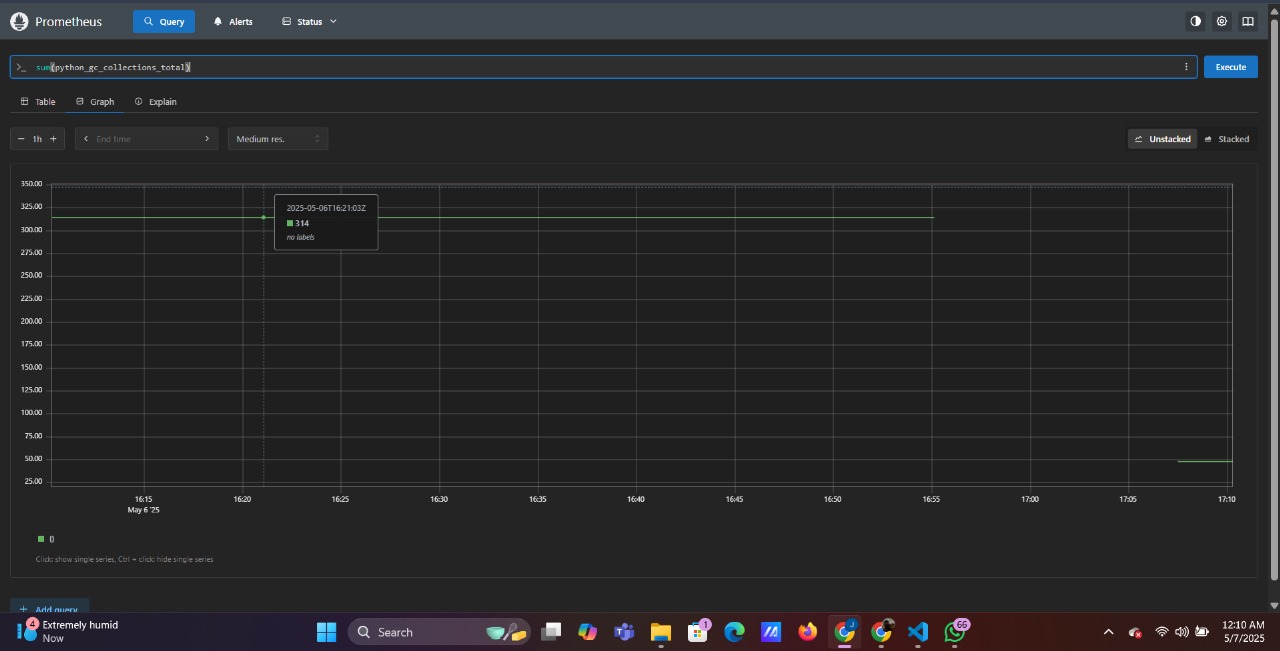 Prometheus Query Alerts Status
>_ sum(python_gc_collections_total) Execute
Table Graph Explain
− 1h + < End time > Medium res. Unstacked Stacked
350.00
325.00
300.00
275.00
250.00
225.00
200.00
175.00
150.00
125.00
100.00
75.00
50.00
25.00
2025-05-06T16:21:03Z
314
no labels
16:15 16:20 16:25 16:30 16:35 16:40 16:45 16:50 16:55 17:00 17:05 17:10
May 6 '25
{}
Click: show single series, Ctrl + click: hide single series
+ Add query
4 Extremely humid
Now
Search
1
66
12:10 AM
5/7/2025